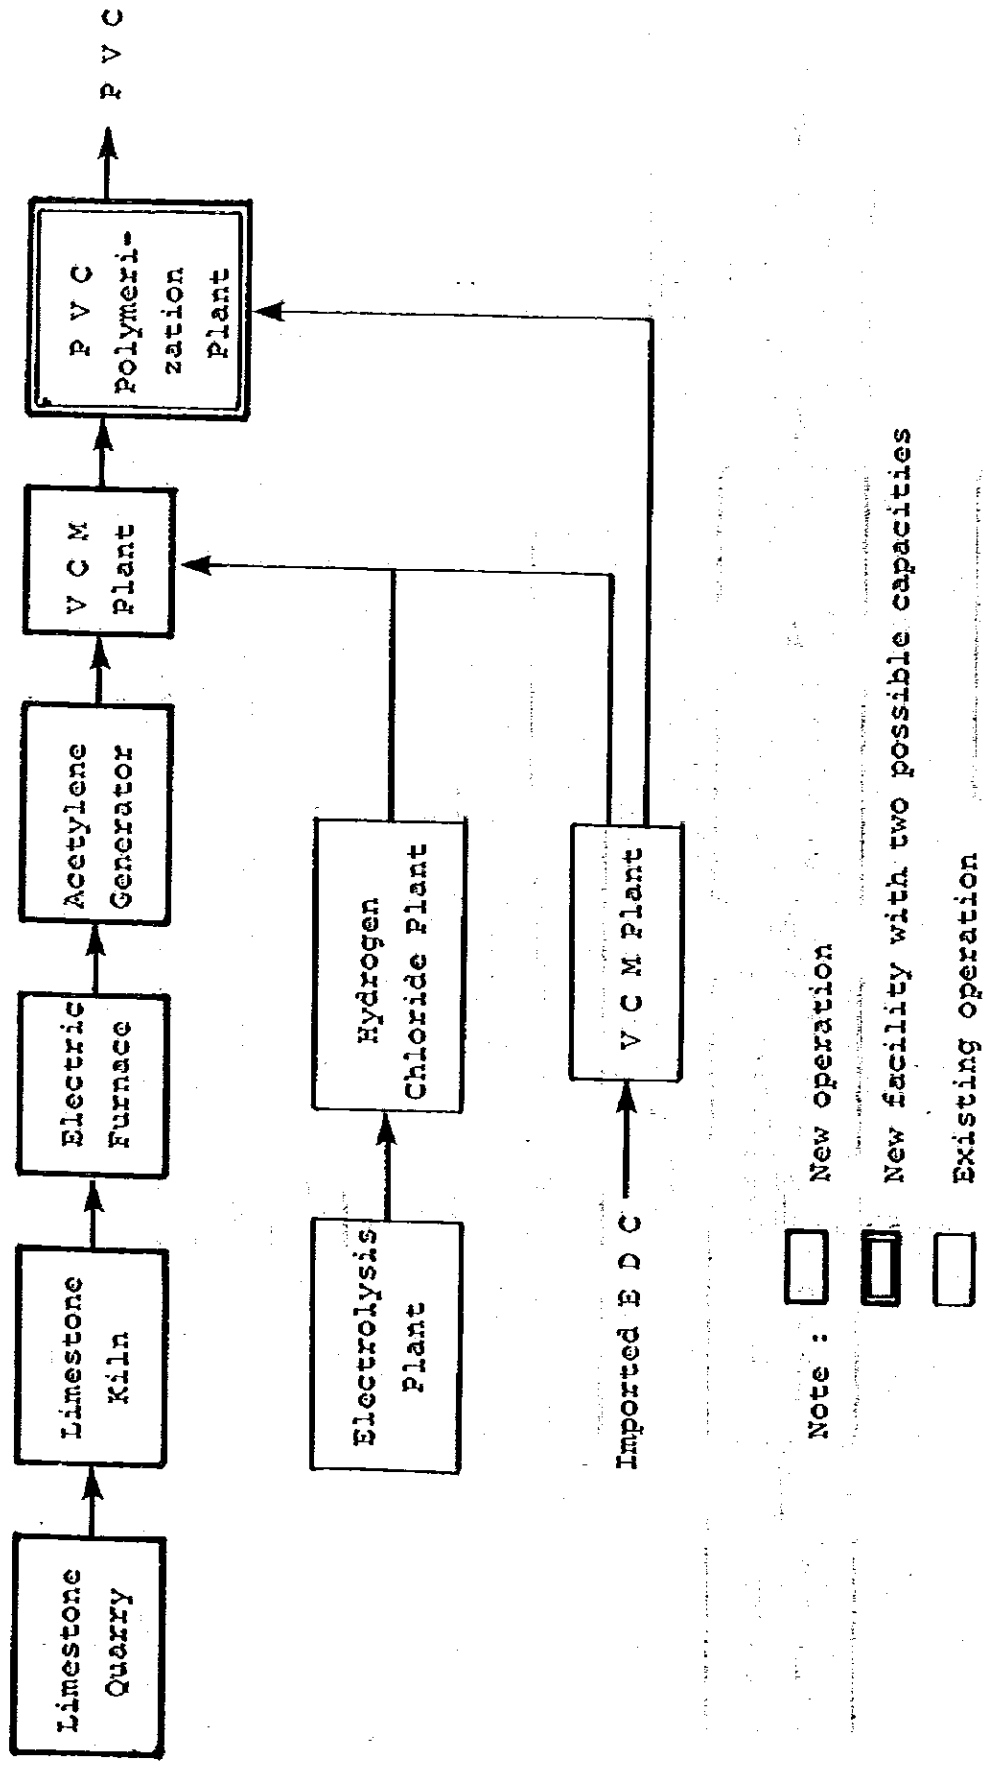 Limestone
Quarry
Limestone
Kiln
Electric
Furnace
Acetylene
Generator
V C M
Plant
P V C
Polymeri-
zation
Plant
P V C
Electrolysis
Plant
Hydrogen
Chloride Plant
Imported E D C
V C M Plant
Note :
New operation
New facility with two possible capacities
Existing operation